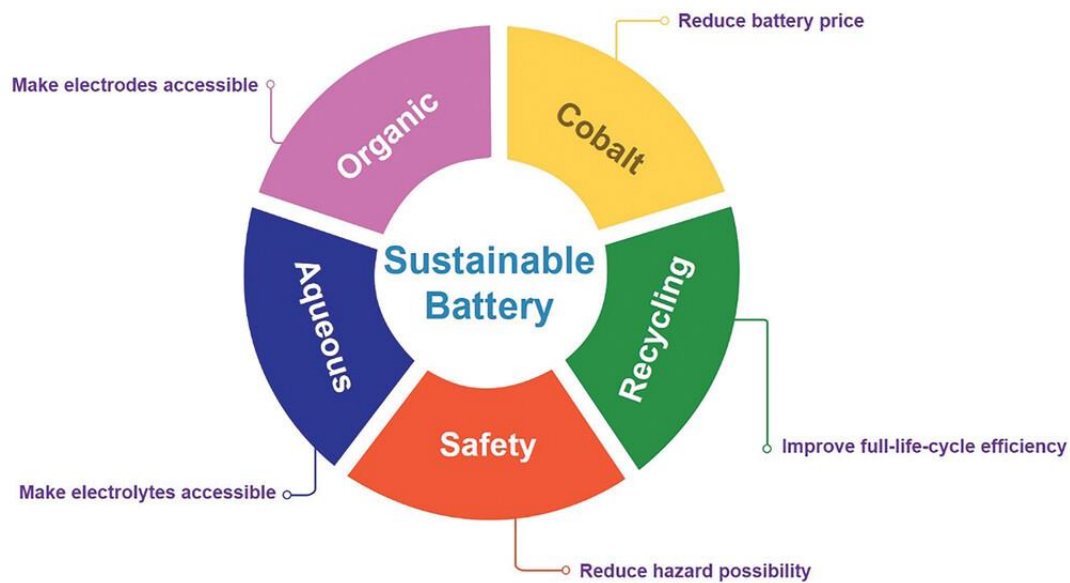 Reduce battery price
Make electrodes accessible
Organic
Cobalt
Sustainable
Battery
Aqueous
Recycling
Safety
Improve full-life-cycle efficiency
Make electrolytes accessible
Reduce hazard possibility